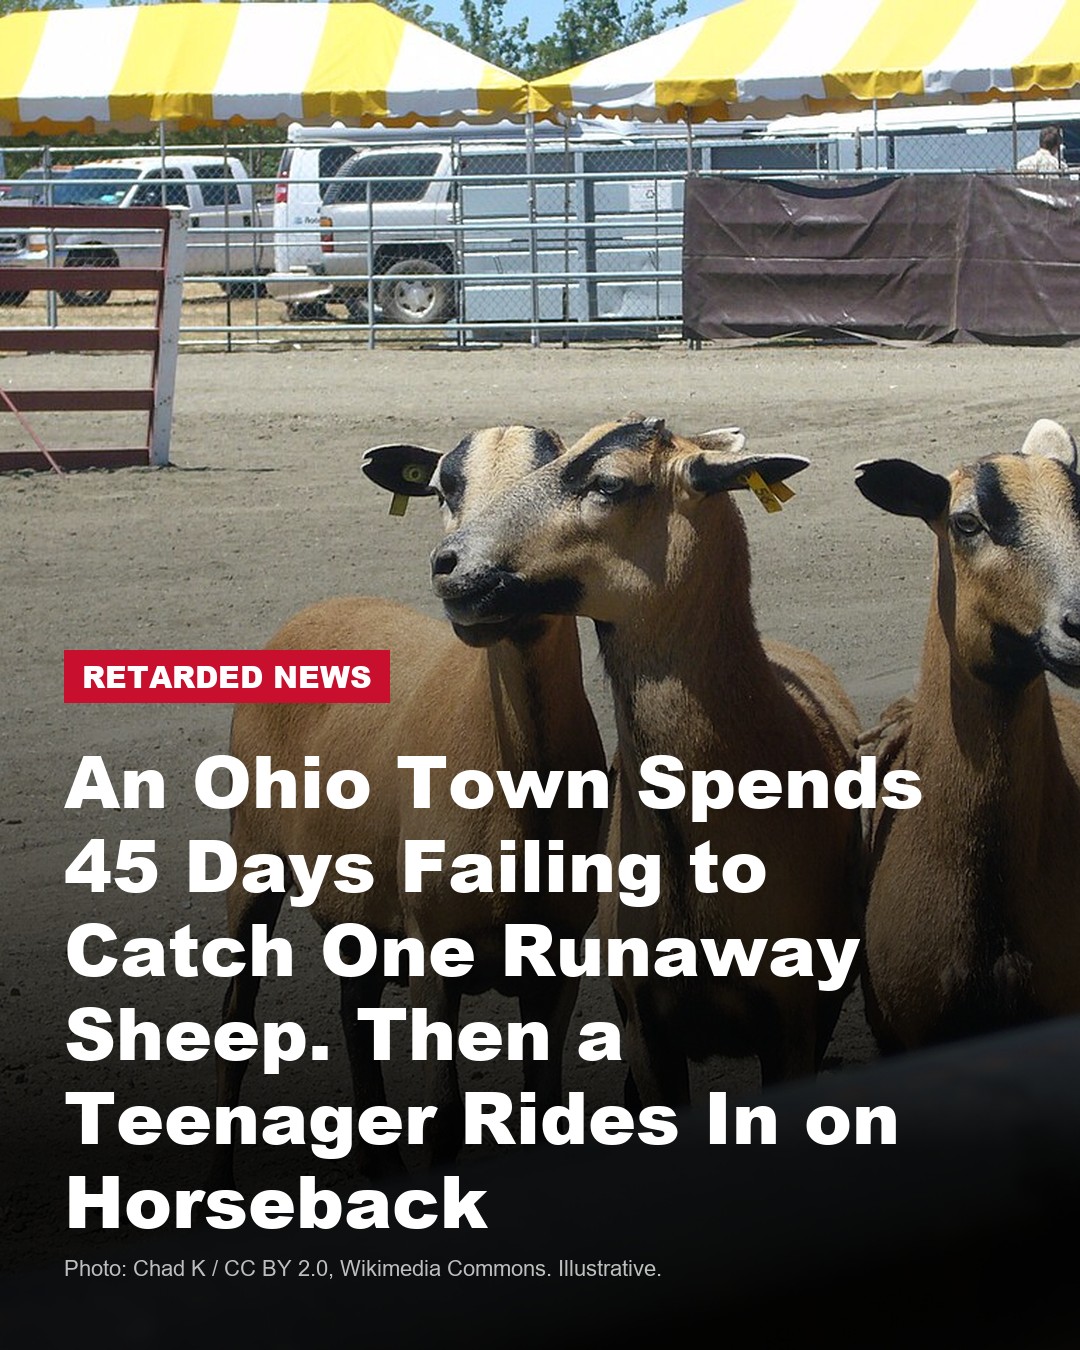 RETARDED NEWS
An Ohio Town Spends
45 Days Failing to
Catch One Runaway
Sheep. Then a
Teenager Rides In on
Horseback
Photo: Chad K / CC BY 2.0, Wikimedia Commons. Illustrative.